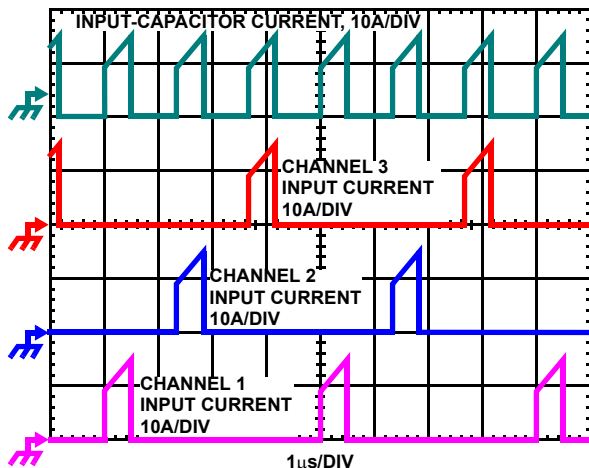 INPUT-CAPACITOR CURRENT, 10A/DIV
CHANNEL 3
INPUT CURRENT
10A/DIV
CHANNEL 2
INPUT CURRENT
10A/DIV
CHANNEL 1
INPUT CURRENT
10A/DIV
1μs/DIV